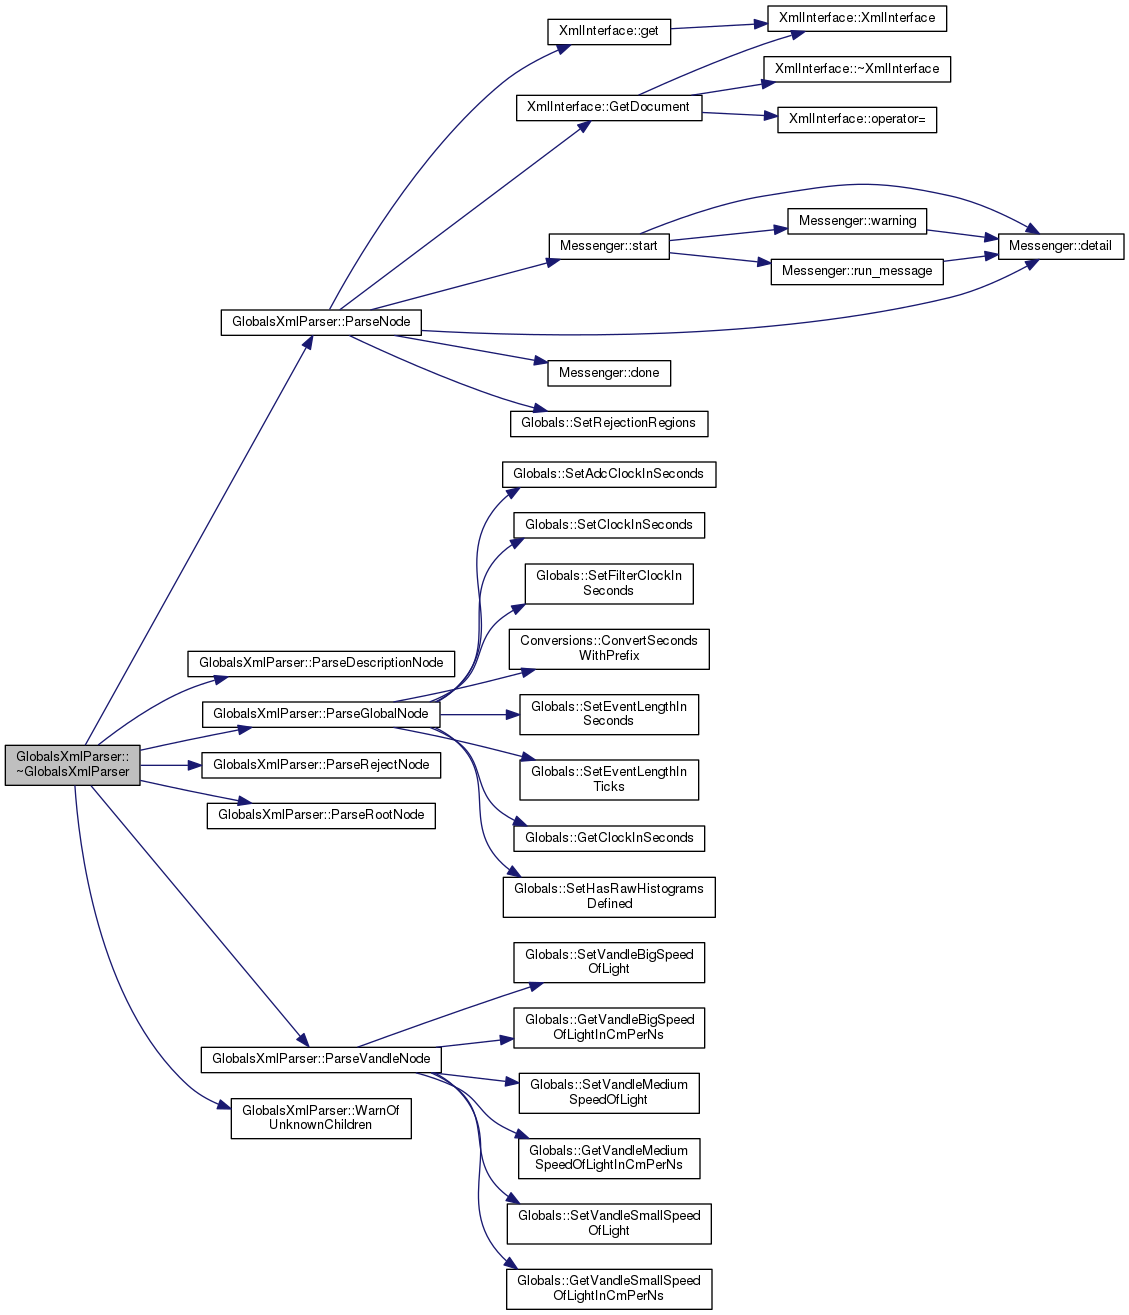 XmlInterface::get
XmlInterface::XmlInterface
XmlInterface::~XmlInterface
XmlInterface::GetDocument
XmlInterface::operator=
Messenger::start
Messenger::warning
Messenger::run_message
Messenger::detail
GlobalsXmlParser::ParseNode
Messenger::done
Globals::SetRejectionRegions
Globals::SetAdcClockInSeconds
Globals::SetClockInSeconds
Globals::SetFilterClockIn
Seconds
Conversions::ConvertSeconds
WithPrefix
GlobalsXmlParser::ParseDescriptionNode
GlobalsXmlParser::ParseGlobalNode
Globals::SetEventLengthIn
Seconds
GlobalsXmlParser::
~GlobalsXmlParser
GlobalsXmlParser::ParseRejectNode
Globals::SetEventLengthIn
Ticks
GlobalsXmlParser::ParseRootNode
Globals::GetClockInSeconds
Globals::SetHasRawHistograms
Defined
Globals::SetVandleBigSpeed
OfLight
Globals::GetVandleBigSpeed
OfLightInCmPerNs
GlobalsXmlParser::ParseVandleNode
Globals::SetVandleMedium
SpeedOfLight
GlobalsXmlParser::WarnOf
UnknownChildren
Globals::GetVandleMedium
SpeedOfLightInCmPerNs
Globals::SetVandleSmallSpeed
OfLight
Globals::GetVandleSmallSpeed
OfLightInCmPerNs